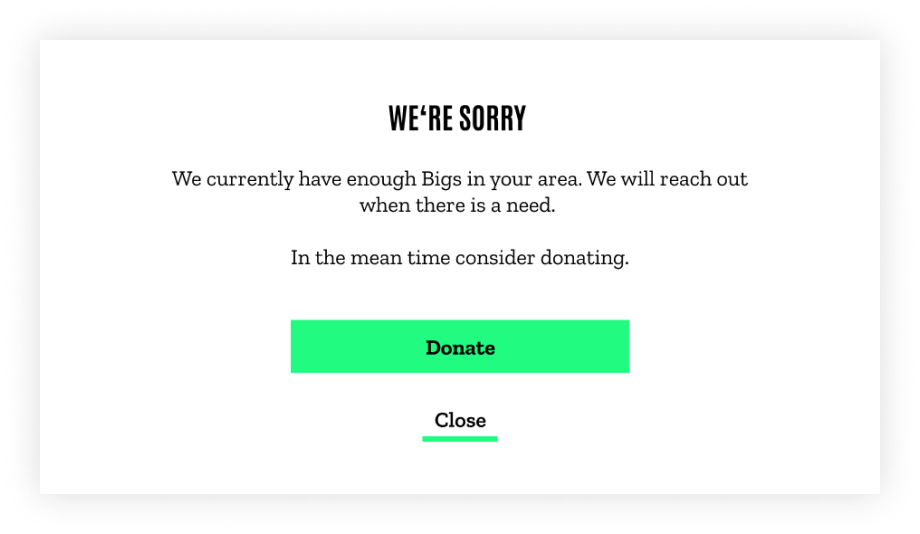 WE‘RE SORRY
We currently have enough Bigs in your area. We will reach out
when there is a need.
In the mean time consider donating.
Donate
Close